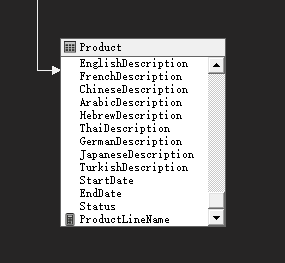 Product
EnglishDescription
FrenchDescription
ChineseDescription
ArabicDescription
HebrewDescription
ThaiDescription
GermanDescription
JapaneseDescription
TurkishDescription
StartDate
EndDate
Status
ProductLineName